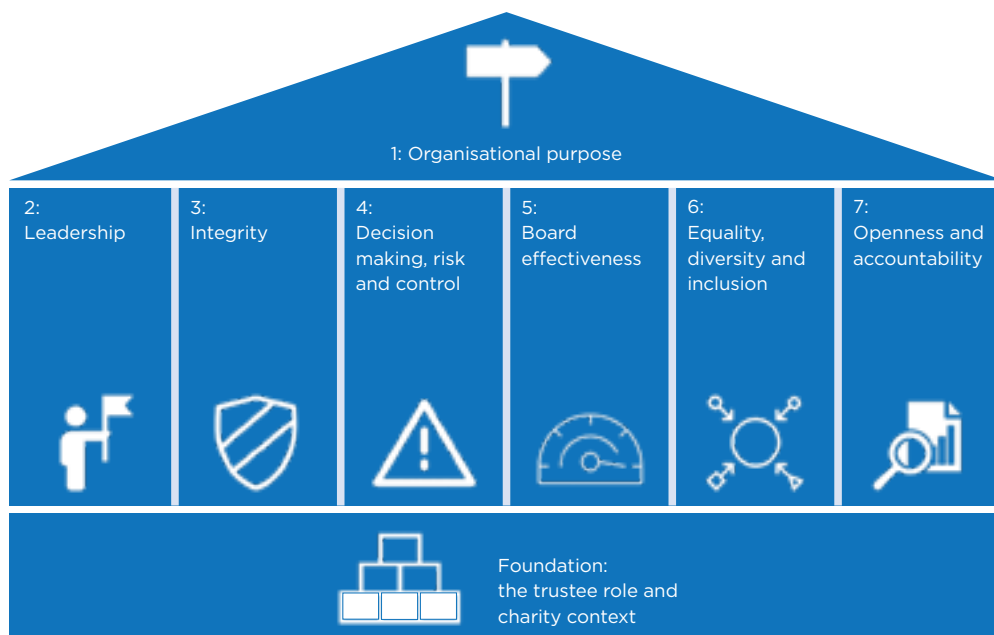 1: Organisational purpose
2:
Leadership
3:
Integrity
4:
Decision
making, risk
and control
5:
Board
effectiveness
6:
Equality,
diversity and
inclusion
7:
Openness and
accountability
Foundation:
the trustee role and
charity context